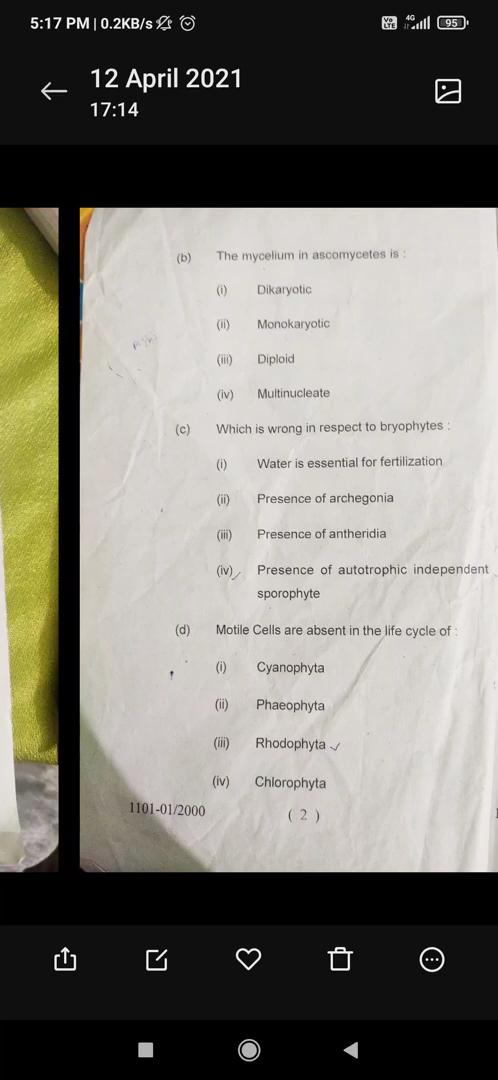 5:17 PM | 0.2KB/s
Vo LTE 4G 95
12 April 2021
17:14
(b) The mycelium in ascomycetes is :
(i) Dikaryotic
(ii) Monokaryotic
(iii) Diploid
(iv) Multinucleate
(c) Which is wrong in respect to bryophytes :
(i) Water is essential for fertilization
(ii) Presence of archegonia
(iii) Presence of antheridia
(iv) Presence of autotrophic independent
sporophyte
(d) Motile Cells are absent in the life cycle of :
(i) Cyanophyta
(ii) Phaeophyta
(iii) Rhodophyta
(iv) Chlorophyta
1101-01/2000 ( 2 )